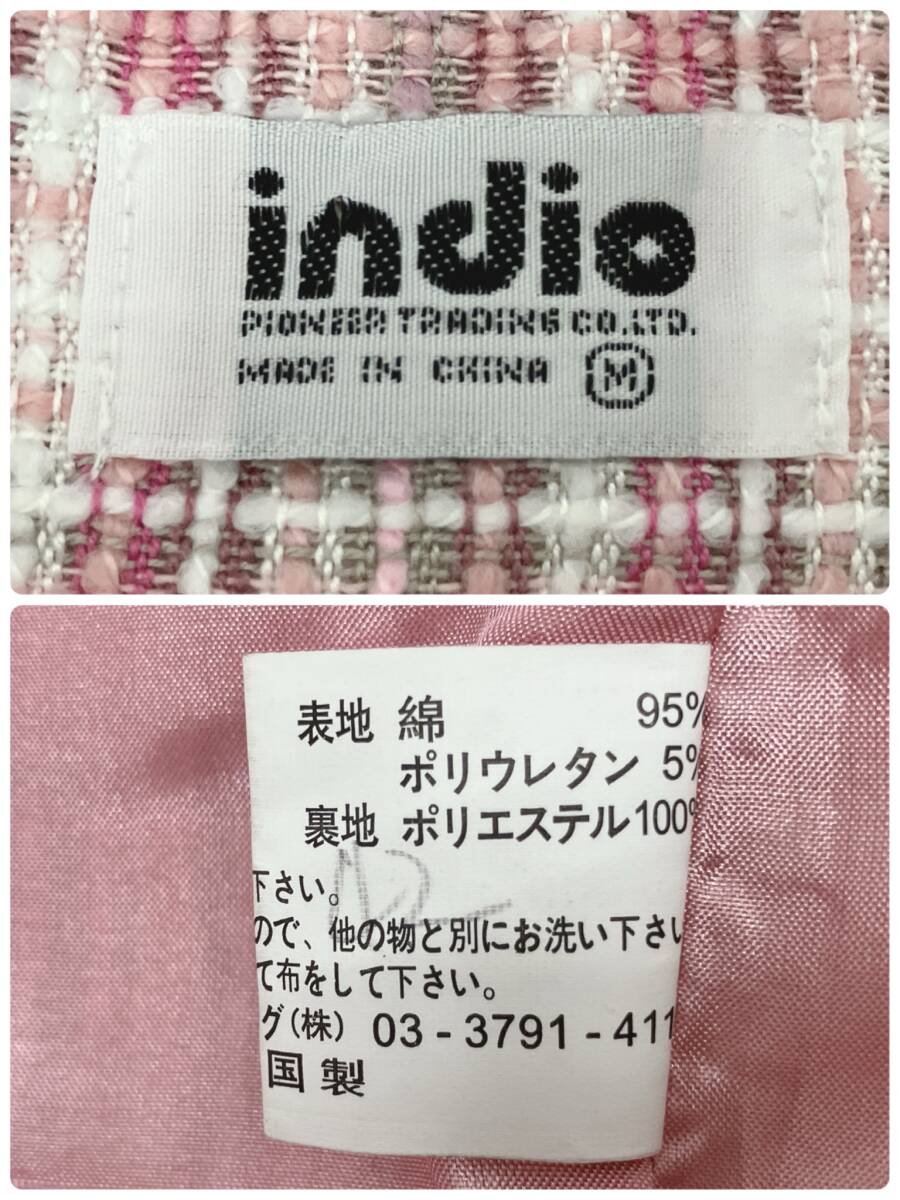 indio
PIONEER TRADING CO.LTD.
MADE IN CHINA M
表地 綿 95%
ポリウレタン 5%
裏地 ポリエステル 100%
下さい。
ので、他の物と別にお洗い下さい
て布をして下さい。
グ(株) 03-3791-411
国製